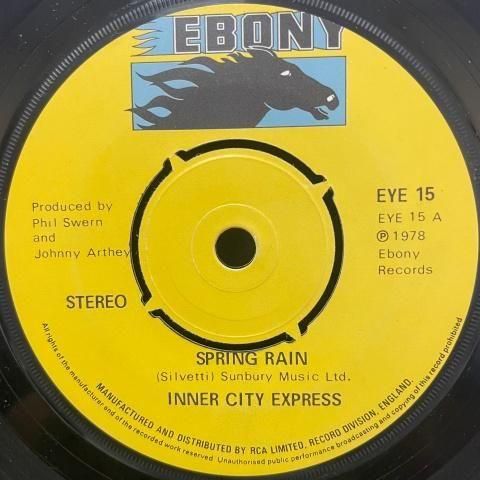 EBONY
Produced by
Phil Swern
and
Johnny Arthey
EYE 15
EYE 15 A
Ⓟ 1978
Ebony
Records
STEREO
SPRING RAIN
(Silvetti) Sunbury Music Ltd.
INNER CITY EXPRESS
MANUFACTURED AND DISTRIBUTED BY RCA LIMITED, RECORD DIVISION, ENGLAND.
All rights of the manufacturer and of the owner of the recorded work reserved. Unauthorised public performance broadcasting and copying of this record prohibited